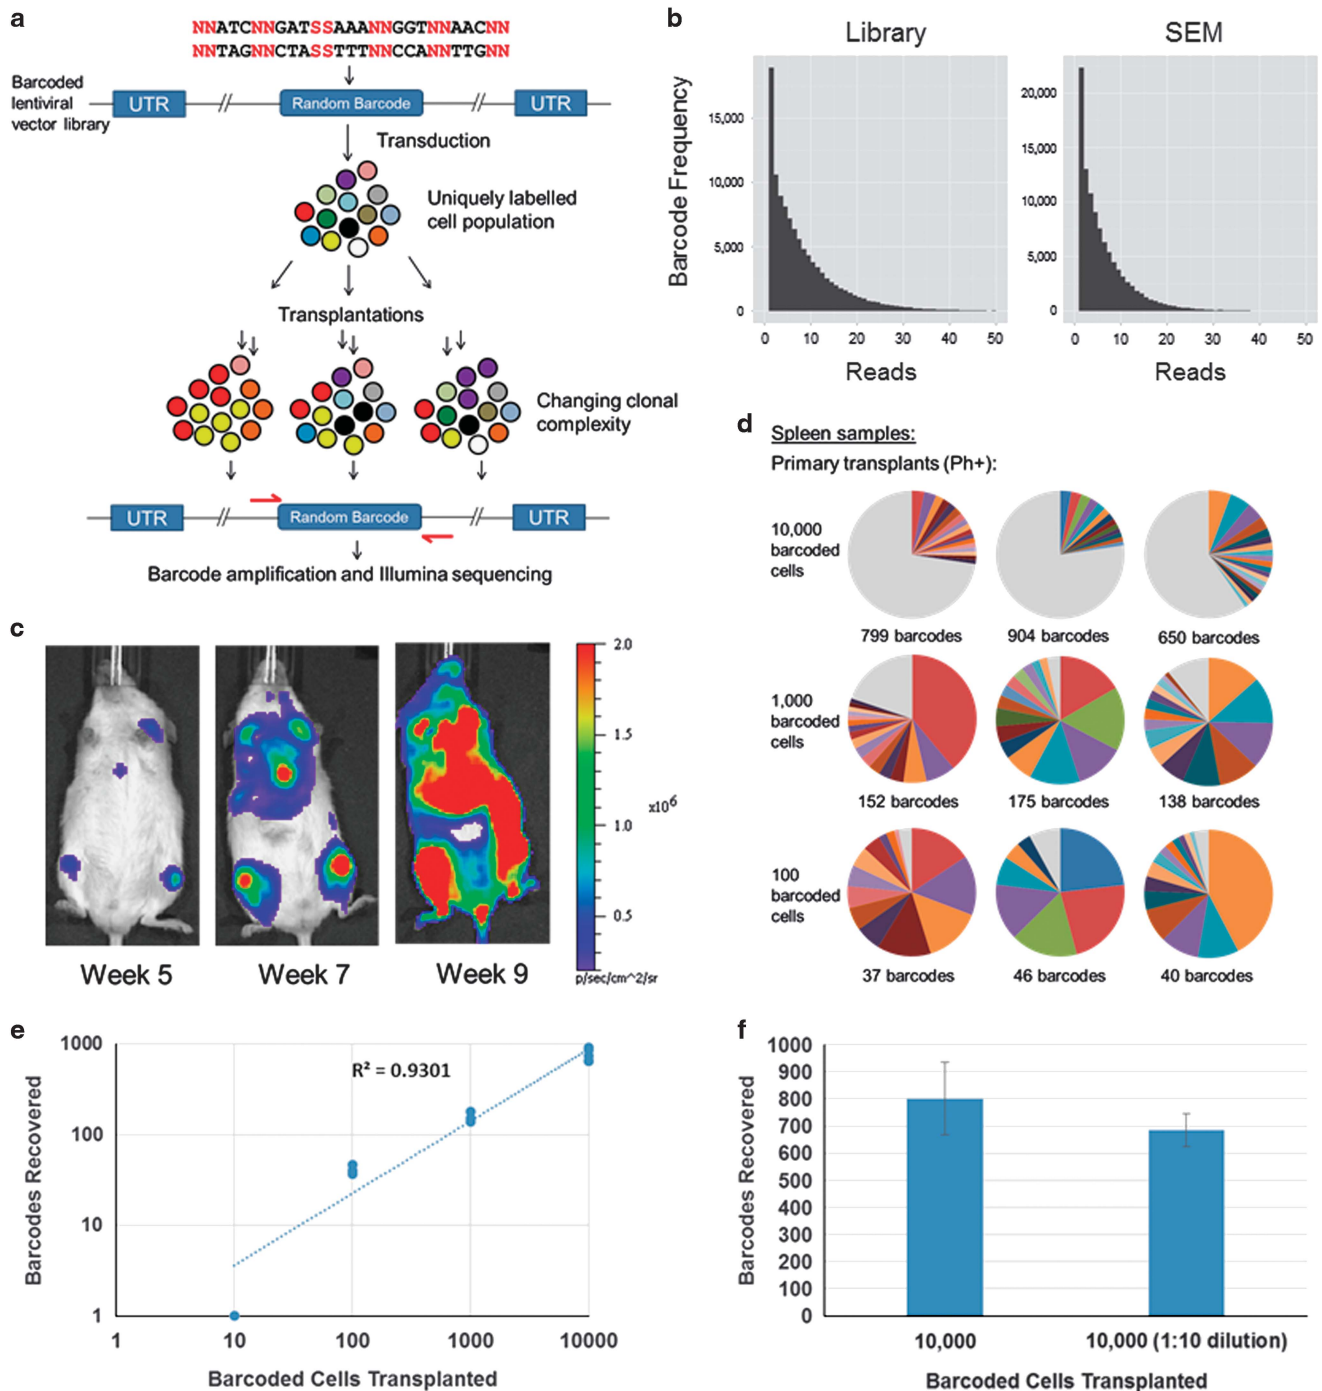 a
NNATCNNGATSSAAANNGGTNNAACNN
NNTAGNNCTASSTTTNNCCANNTTGNN
Barcoded
lentiviral
vector library
UTR
//
Random Barcode
//
UTR
Transduction
Uniquely labelled
cell population
Transplantations
Changing clonal
complexity
UTR
//
Random Barcode
//
UTR
Barcode amplification and Illumina sequencing
b
Library
SEM
Barcode Frequency
15,000
10,000
5,000
0
0 10 20 30 40 50
Reads
20,000
15,000
10,000
5,000
0
0 10 20 30 40 50
Reads
c
Week 5
Week 7
Week 9
2.0
1.5
x10^6
1.0
0.5
p/sec/cm^2/sr
d
Spleen samples:
Primary transplants (Ph+):
10,000
barcoded
cells
799 barcodes
904 barcodes
650 barcodes
1,000
barcoded
cells
152 barcodes
175 barcodes
138 barcodes
100
barcoded
cells
37 barcodes
46 barcodes
40 barcodes
e
Barcodes Recovered
1000
100
10
1
R² = 0.9301
1 10 100 1000 10000
Barcoded Cells Transplanted
f
Barcodes Recovered
1000
900
800
700
600
500
400
300
200
100
0
10,000
10,000 (1:10 dilution)
Barcoded Cells Transplanted